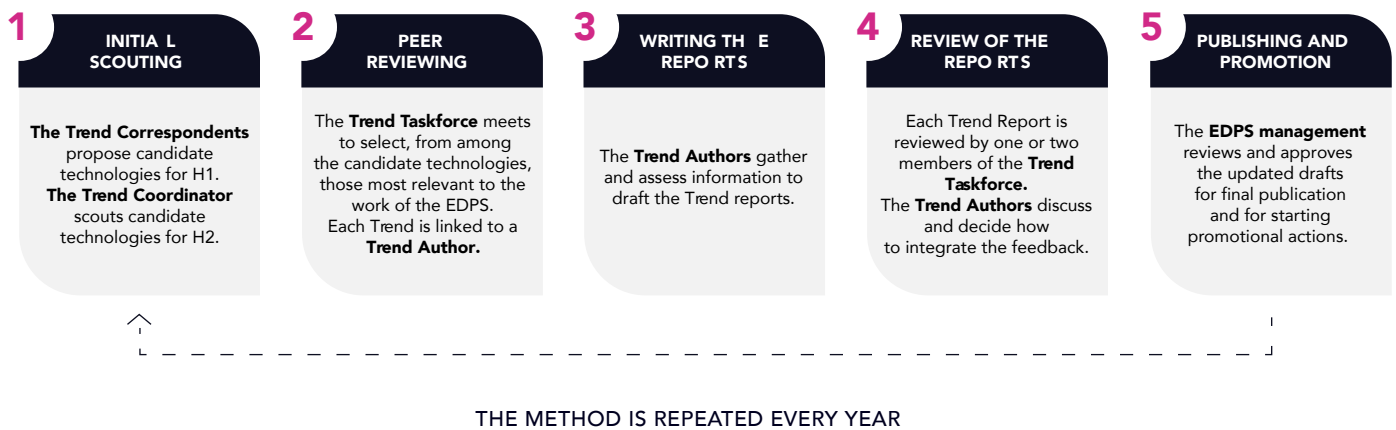 1
INITIA L
SCOUTING
The Trend Correspondents
propose candidate
technologies for H1.
The Trend Coordinator
scouts candidate
technologies for H2.
2
PEER
REVIEWING
The Trend Taskforce meets
to select, from among
the candidate technologies,
those most relevant to the
work of the EDPS.
Each Trend is linked to a
Trend Author.
3
WRITING TH E
REPO RTS
The Trend Authors gather
and assess information to
draft the Trend reports.
4
REVIEW OF THE
REPO RTS
Each Trend Report is
reviewed by one or two
members of the Trend
Taskforce.
The Trend Authors discuss
and decide how
to integrate the feedback.
5
PUBLISHING AND
PROMOTION
The EDPS management
reviews and approves
the updated drafts
for final publication
and for starting
promotional actions.
THE METHOD IS REPEATED EVERY YEAR